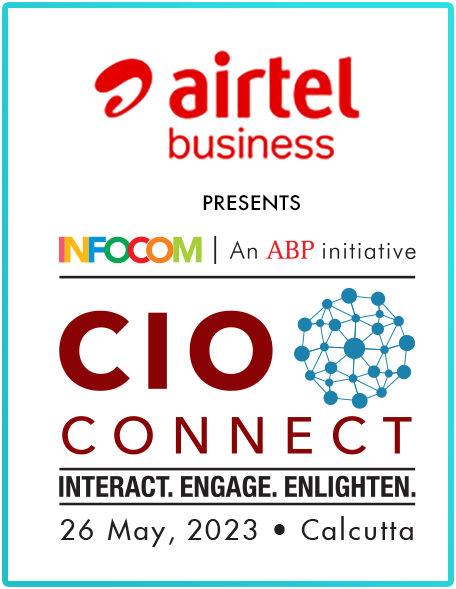 airtel
business
PRESENTS
INFOCOM | An ABP initiative
CIO
CONNECT
INTERACT. ENGAGE. ENLIGHTEN.
26 May, 2023 • Calcutta